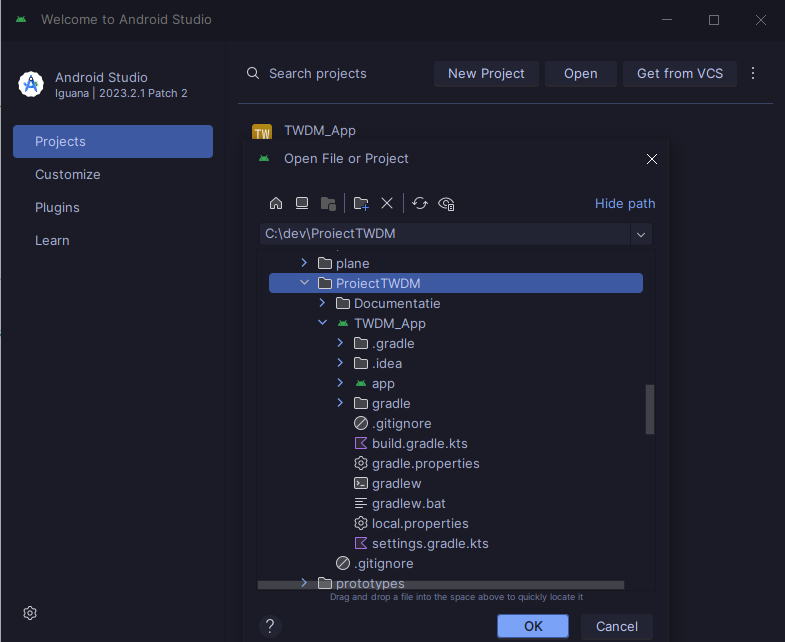 Welcome to Android Studio
Android Studio
Iguana | 2023.2.1 Patch 2
Projects
Customize
Plugins
Learn
Search projects
New Project
Open
Get from VCS
TW
TWDM_App
Open File or Project
Hide path
C:\dev\ProiectTWDM
plane
ProiectTWDM
Documentatie
TWDM_App
.gradle
.idea
app
gradle
.gitignore
build.gradle.kts
gradle.properties
gradlew
gradlew.bat
local.properties
settings.gradle.kts
.gitignore
prototypes
Drag and drop a file into the space above to quickly locate it
?
OK
Cancel